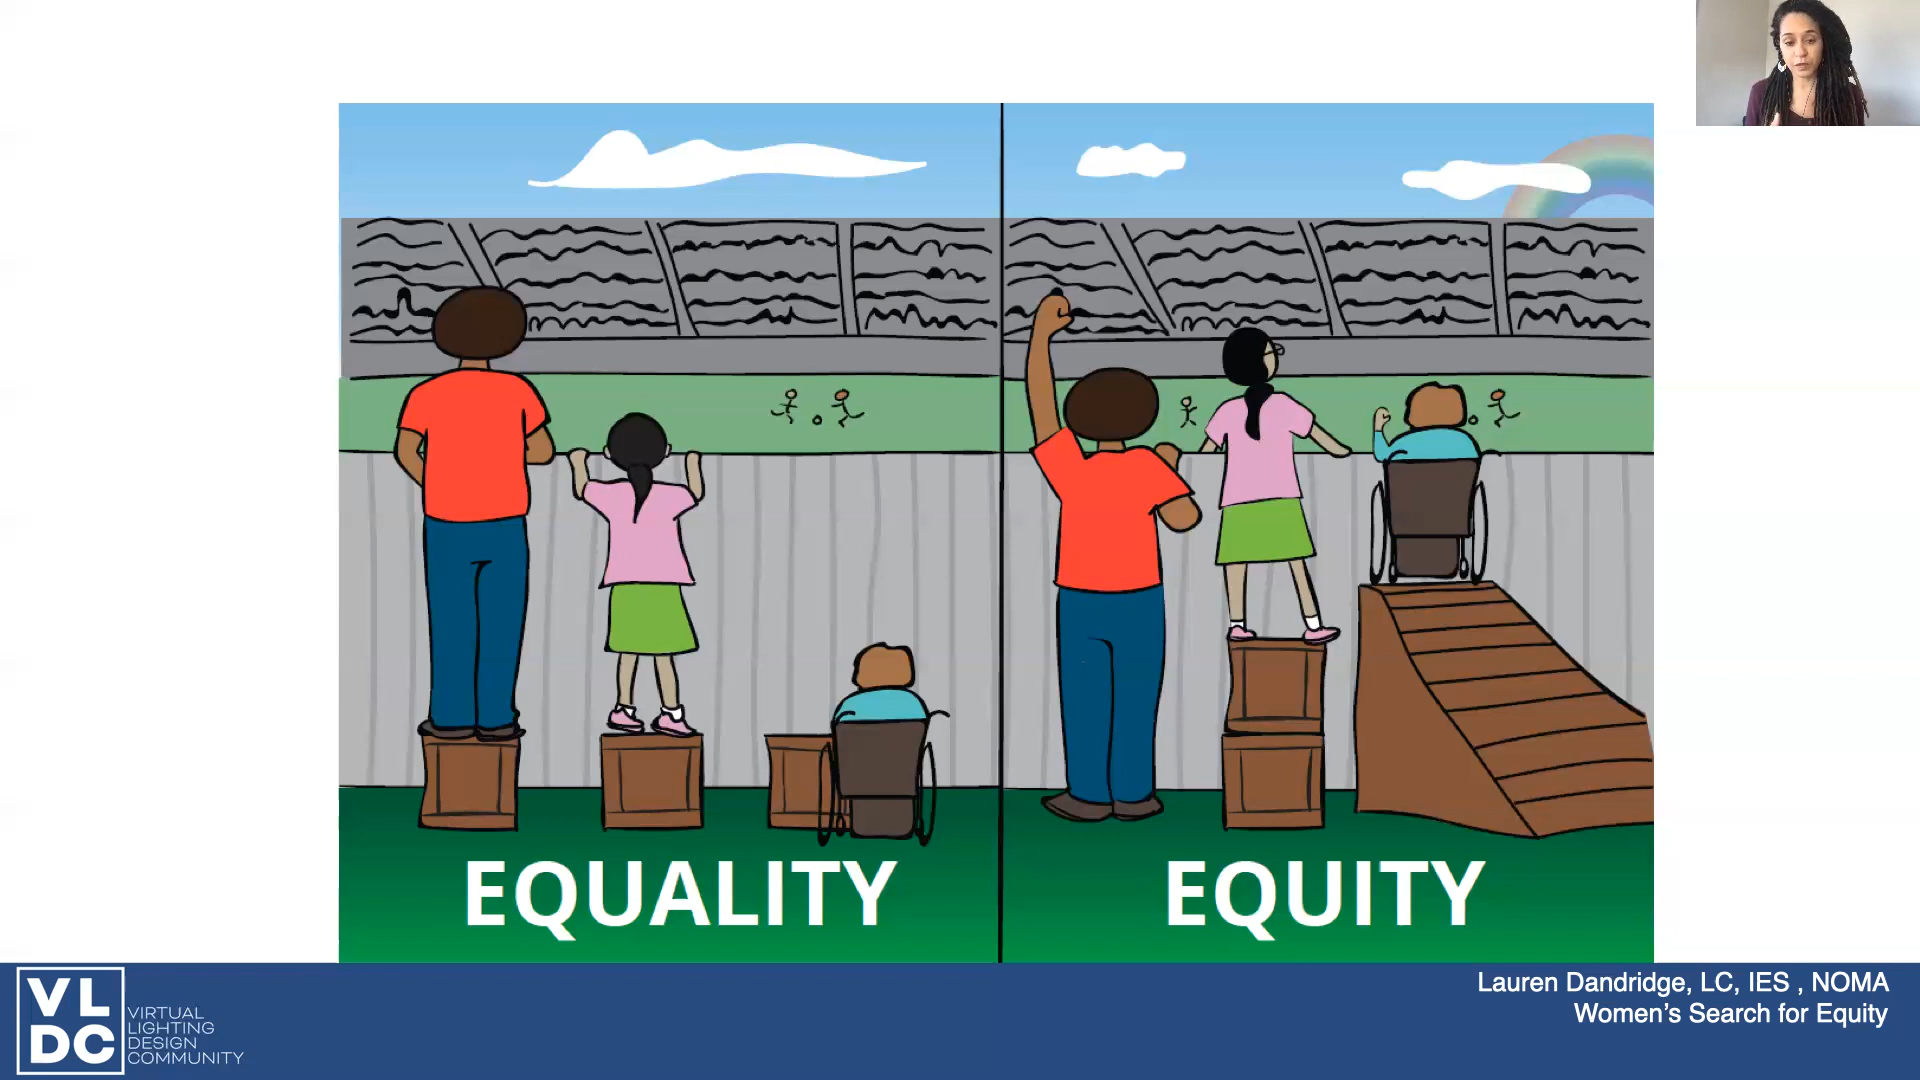 EQUALITY
EQUITY
VL
DC
VIRTUAL
LIGHTING
DESIGN
COMMUNITY
Lauren Dandridge, LC, IES , NOMA
Women's Search for Equity